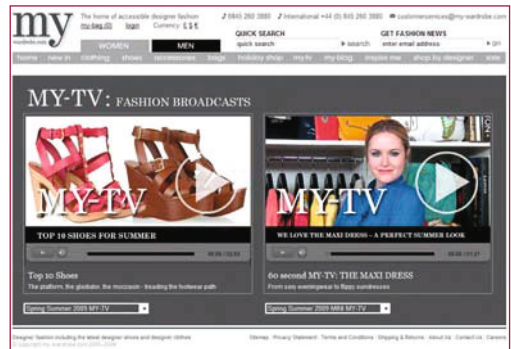 my
wardrobe.com
The home of accessible designer fashion
0845 260 3880 International +44 (0) 845 260 3880 customerservices@my-wardrobe.com
my-bag (0) login Currency: £ $ €
QUICK SEARCH GET FASHION NEWS
WOMEN MEN quick search search enter email address go
home new in clothing shoes accessories bags holiday shop my-tv my-blog inspire me shop by designer sale
MY-TV: FASHION BROADCASTS
MY-TV
TOP 10 SHOES FOR SUMMER
MY-TV
WE LOVE THE MAXI DRESS – A PERFECT SUMMER LOOK
Top 10 Shoes
The platform, the gladiator, the moccasin - treading the footwear path
60 second MY-TV: THE MAXI DRESS
From sexy eveningwear to flippy sundresses
Spring Summer 2009 MY-TV
Spring Summer 2009 MINI MY-TV
Designer fashion including the latest designer shoes and designer clothes
Sitemap Privacy Statement Terms and Conditions Shipping & Returns About Us Contact Us Careers